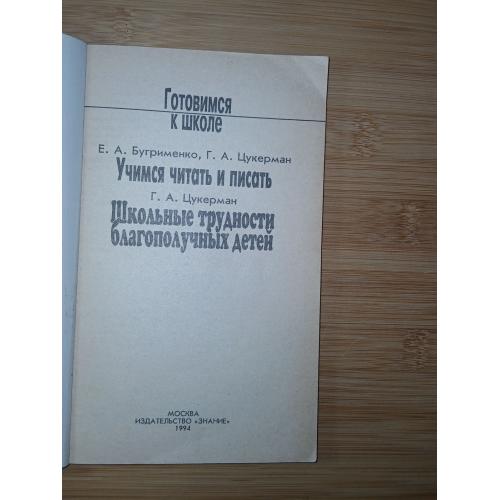 Готовимся
к школе
Е. А. Бугрименко, Г. А. Цукерман
Учимся читать и писать
Г. А. Цукерман
Школьные трудности
благополучных детей
МОСКВА
ИЗДАТЕЛЬСТВО «ЗНАНИЕ»
1994